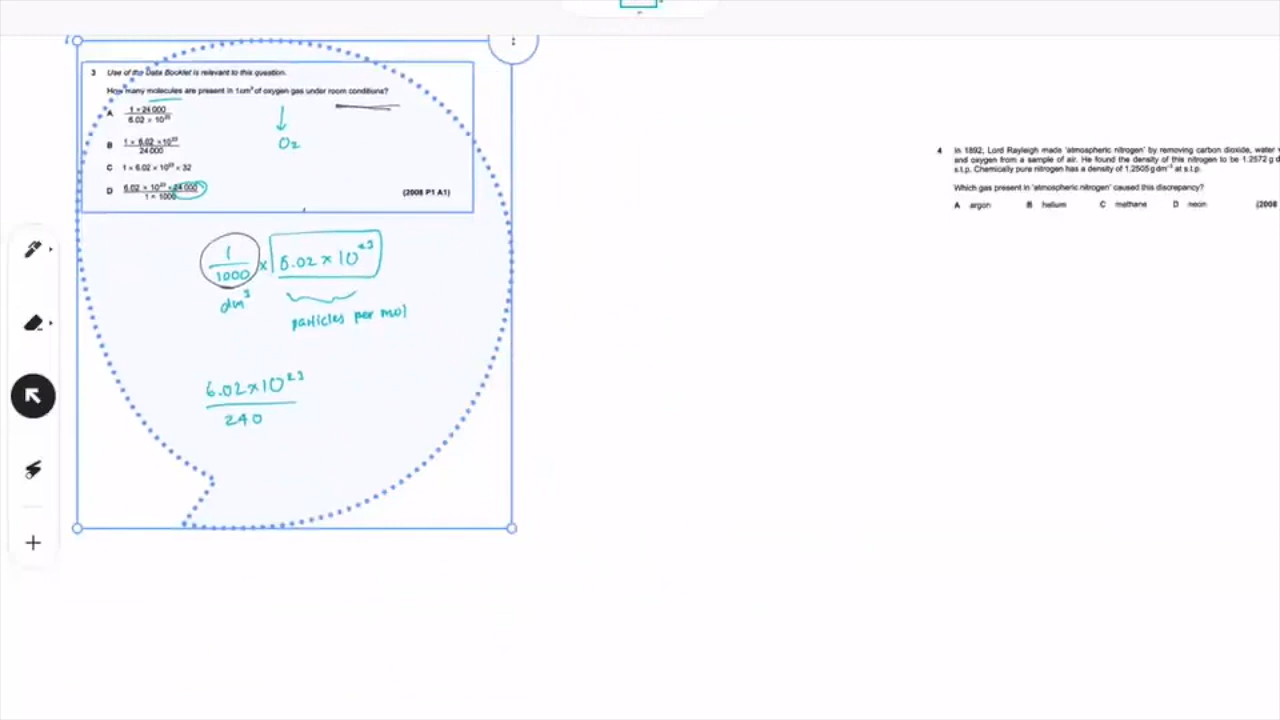 3 Use of the Data Booklet is relevant to this question.
How many molecules are present in 1cm³ of oxygen gas under room conditions?
A 1 × 24 000 / 6.02 × 10²³
B 1 × 6.02 × 10²³ / 24 000
C 1 × 6.02 × 10²³ × 32
D 6.02 × 10²³ × 24 000 / 1 × 1000
(2008 P1 A1)
O₂
1 / 1000 × 6.02 × 10²³
dm³
particles per mol
6.02 × 10²³
240
4 In 1892, Lord Rayleigh made 'atmospheric nitrogen' by removing carbon dioxide, water
and oxygen from a sample of air. He found the density of this nitrogen to be 1.2572 g
s.t.p. Chemically pure nitrogen has a density of 1.2505 g dm⁻³ at s.t.p.
Which gas present in 'atmospheric nitrogen' caused this discrepancy?
A argon B helium C methane D neon (2008